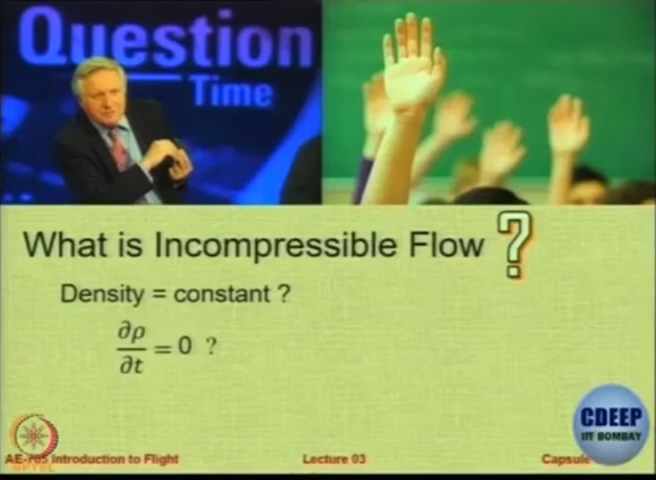 Question
Time
What is Incompressible Flow ?
Density = constant ?
∂ρ/∂t = 0 ?
CDEEP
IIT BOMBAY
NPTEL
AE-705 Introduction to Flight
Lecture 03
Capsule